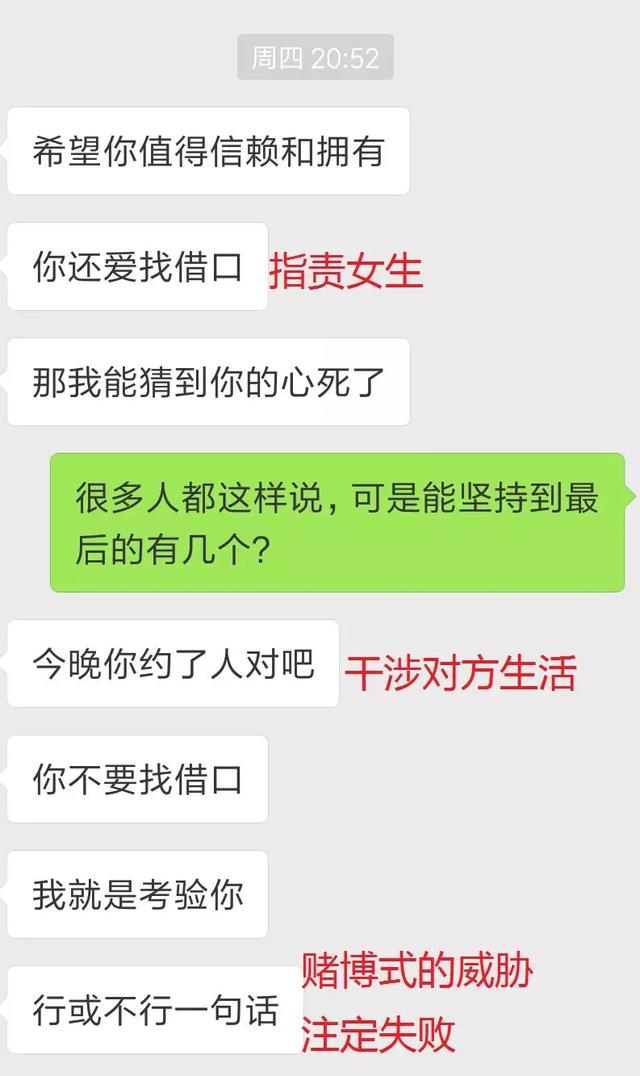 周四 20:52
希望你值得信赖和拥有
你还爱找借口
指责女生
那我能猜到你的心死了
很多人都这样说，可是能坚持到最
后的有几个？
今晚你约了人对吧
干涉对方生活
你不要找借口
我就是考验你
行或不行一句话
赌博式的威胁
注定失败